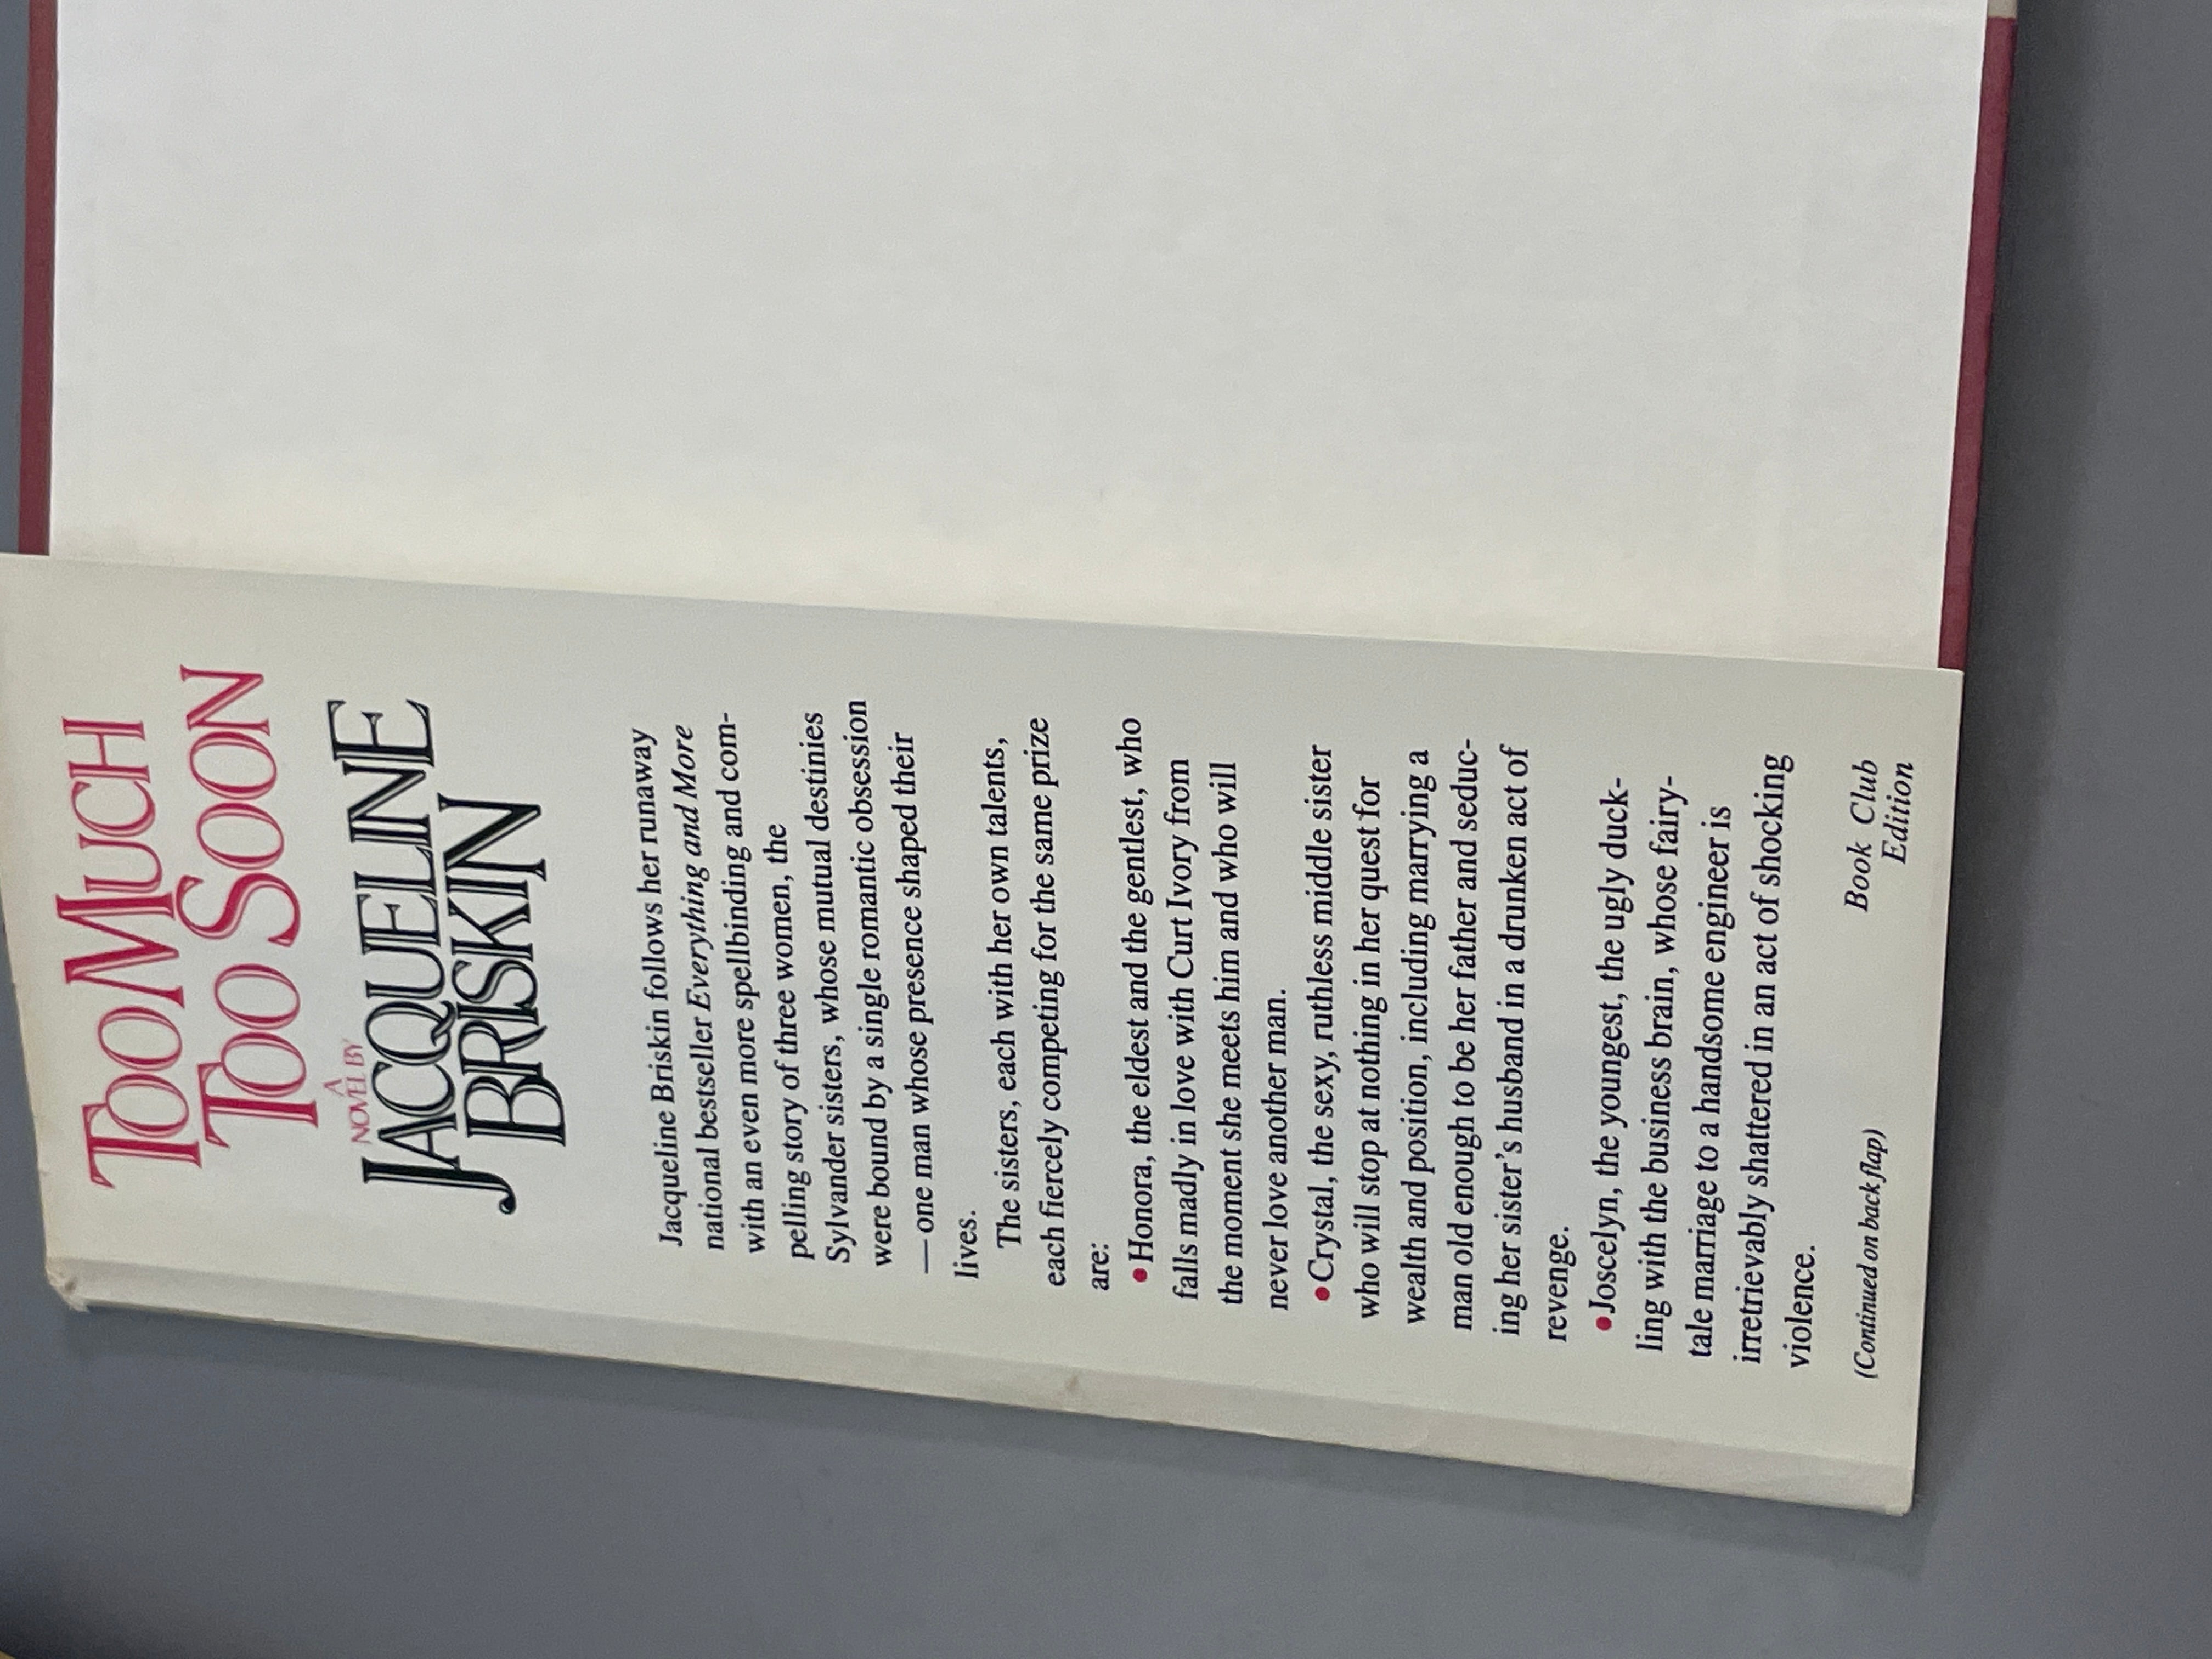 TOO MUCH
TOO SOON
A
NOVEL BY
JACQUELINE
BRISKIN
Jacqueline Briskin follows her runaway
national bestseller Everything and More
with an even more spellbinding and com-
pelling story of three women, the
Sylvander sisters, whose mutual destinies
were bound by a single romantic obsession
— one man whose presence shaped their
lives.
The sisters, each with her own talents,
each fiercely competing for the same prize
are:
• Honora, the eldest and the gentlest, who
falls madly in love with Curt Ivory from
the moment she meets him and who will
never love another man.
• Crystal, the sexy, ruthless middle sister
who will stop at nothing in her quest for
wealth and position, including marrying a
man old enough to be her father and seduc-
ing her sister's husband in a drunken act of
revenge.
• Joscelyn, the youngest, the ugly duck-
ling with the business brain, whose fairy-
tale marriage to a handsome engineer is
irretrievably shattered in an act of shocking
violence.
(Continued on back flap)
Book Club
Edition